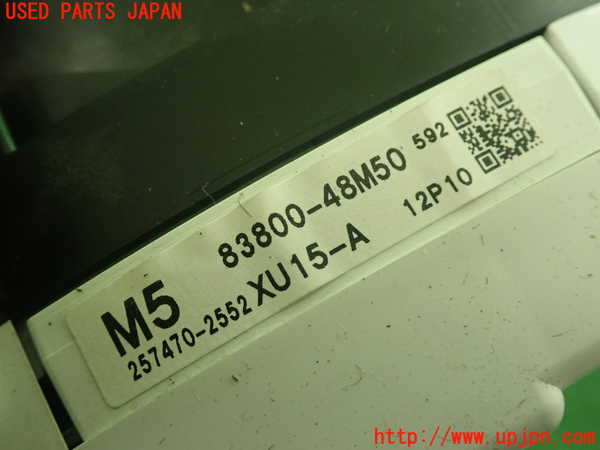 USED PARTS JAPAN
83800-48M50 592
M5 XU15-A 12P10
257470-2552
http://www.upjpn.com